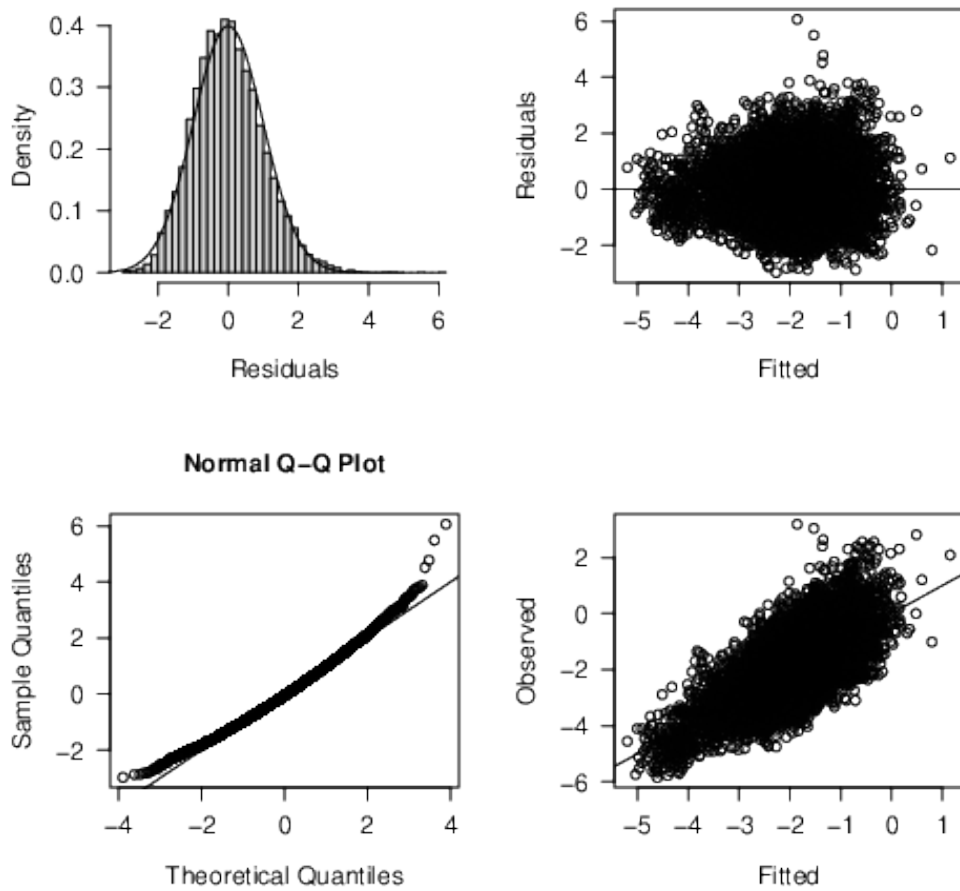 Density
0.4
0.3
0.2
0.1
0.0
−2 0 2 4 6
Residuals
Residuals
6
4
2
0
−2
−5 −4 −3 −2 −1 0 1
Fitted
Normal Q−Q Plot
Sample Quantiles
6
4
2
0
−2
−4 −2 0 2 4
Theoretical Quantiles
Observed
2
0
−2
−4
−6
−5 −4 −3 −2 −1 0 1
Fitted